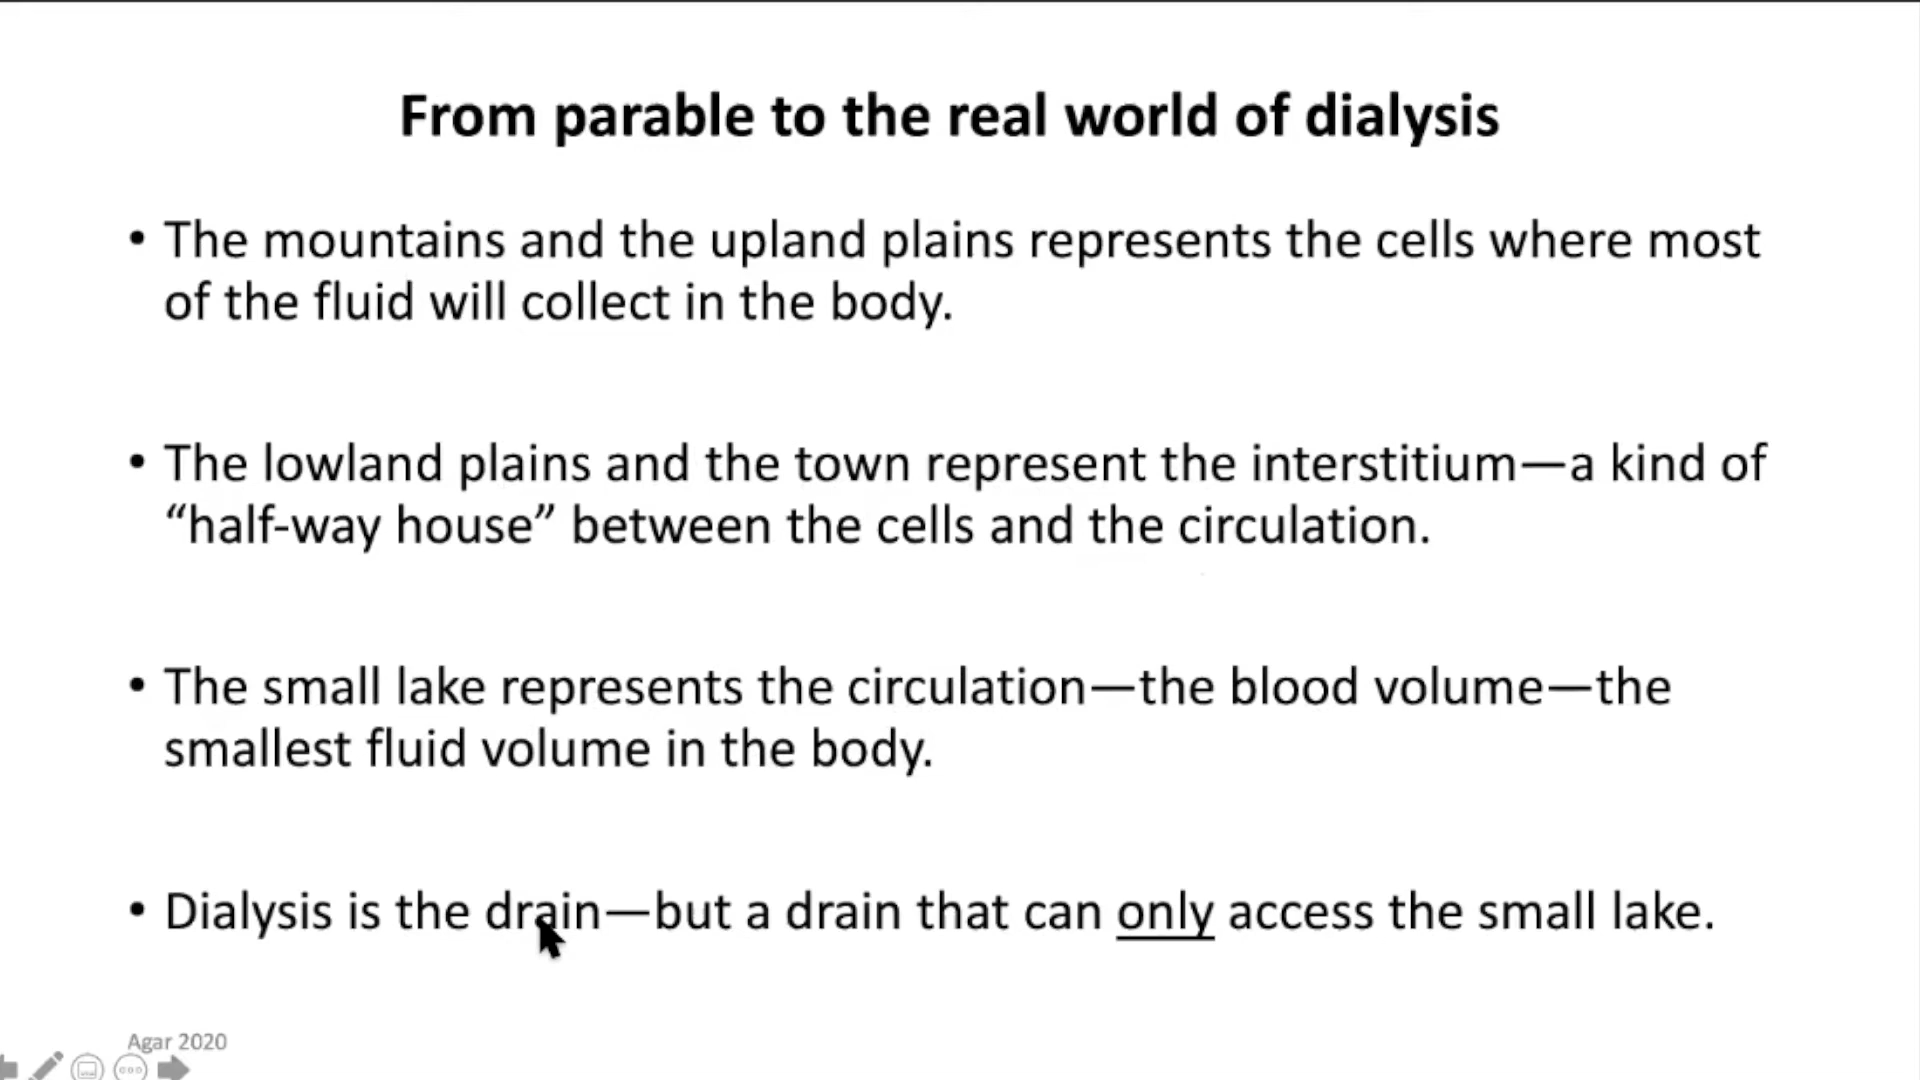 From parable to the real world of dialysis
• The mountains and the upland plains represents the cells where most
of the fluid will collect in the body.
• The lowland plains and the town represent the interstitium—a kind of
“half-way house” between the cells and the circulation.
• The small lake represents the circulation—the blood volume—the
smallest fluid volume in the body.
• Dialysis is the drain—but a drain that can only access the small lake.
Agar 2020